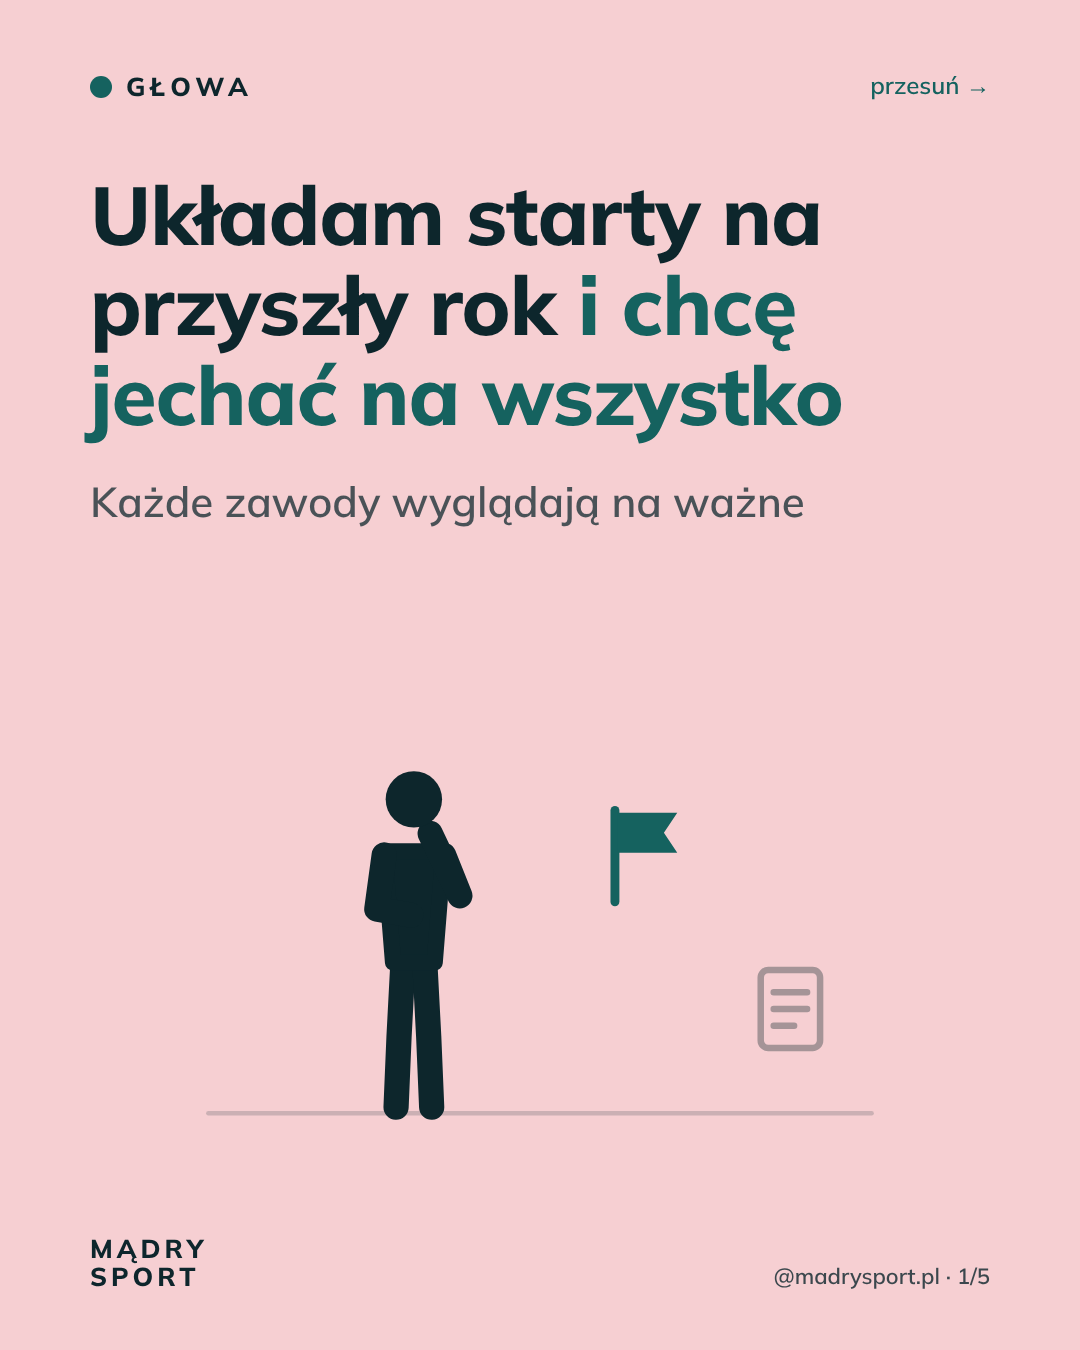 GŁOWA
przesuń →
Układam starty na
przyszły rok i chcę
jechać na wszystko
Każde zawody wyglądają na ważne
MĄDRY
SPORT
@madrysport.pl · 1/5